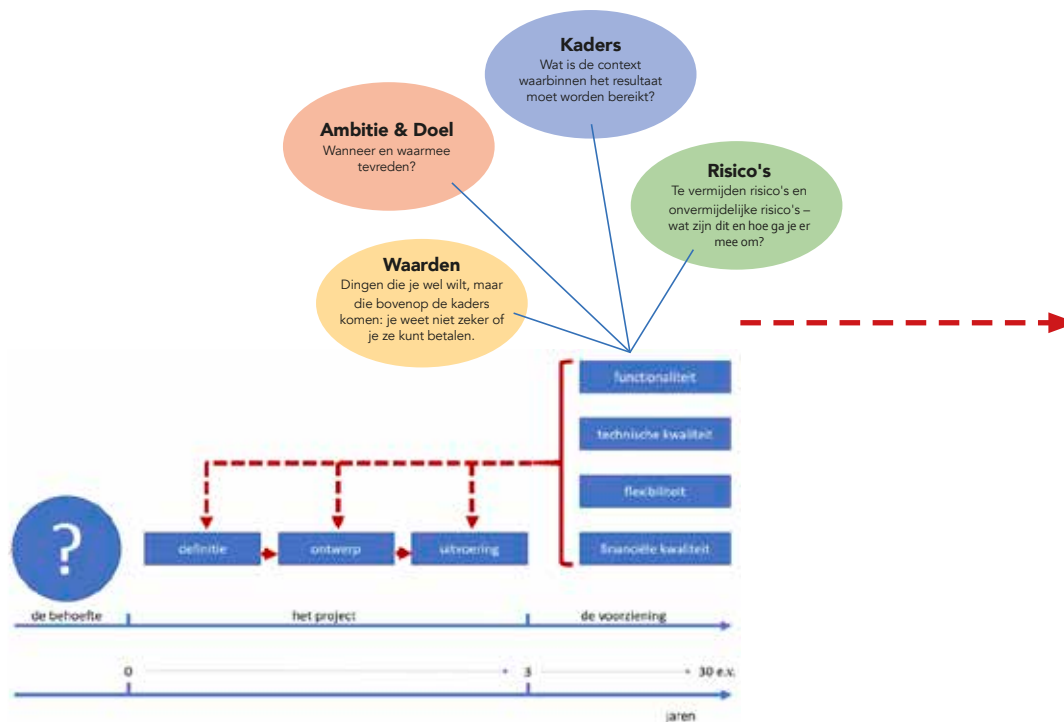 Kaders
Wat is de context
waarbinnen het resultaat
moet worden bereikt?
Ambitie & Doel
Wanneer en waarmee
tevreden?
Risico's
Te vermijden risico's en
onvermijdelijke risico's –
wat zijn dit en hoe ga je er
mee om?
Waarden
Dingen die je wel wilt, maar
die bovenop de kaders
komen: je weet niet zeker of
je ze kunt betalen.
functionaliteit
technische kwaliteit
flexibiliteit
?
definitie
ontwerp
uitvoering
financiële kwaliteit
de behoefte
het project
de voorziening
0
3
30 e.v.
jaren